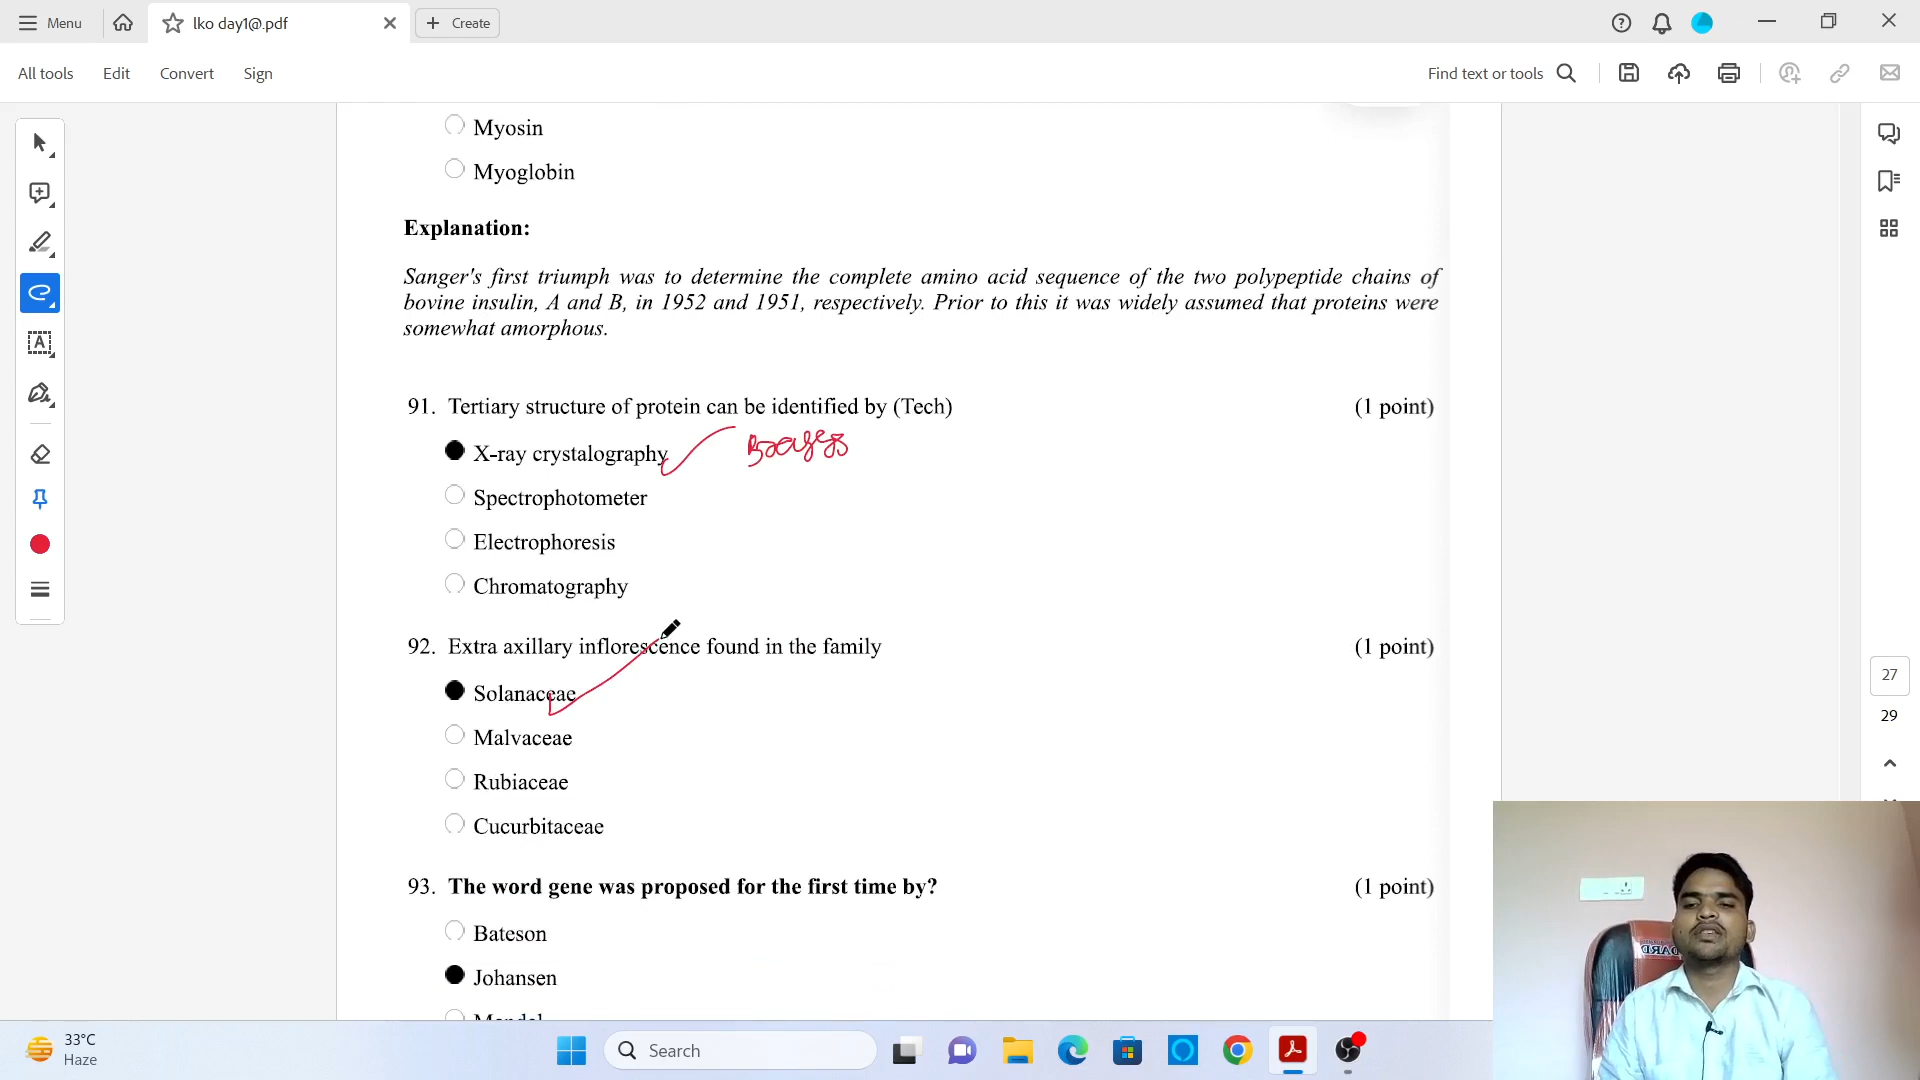 Menu
lko day1@.pdf
Create
All tools
Edit
Convert
Sign
Find text or tools
Myosin
Myoglobin
Explanation:
Sanger's first triumph was to determine the complete amino acid sequence of the two polypeptide chains of
bovine insulin, A and B, in 1952 and 1951, respectively. Prior to this it was widely assumed that proteins were
somewhat amorphous.
91. Tertiary structure of protein can be identified by (Tech) (1 point)
X-ray crystalography
Spectrophotometer
Electrophoresis
Chromatography
92. Extra axillary inflorescence found in the family (1 point)
Solanaceae
Malvaceae
Rubiaceae
Cucurbitaceae
93. The word gene was proposed for the first time by? (1 point)
Bateson
Johansen
27
29
33°C
Haze
Search